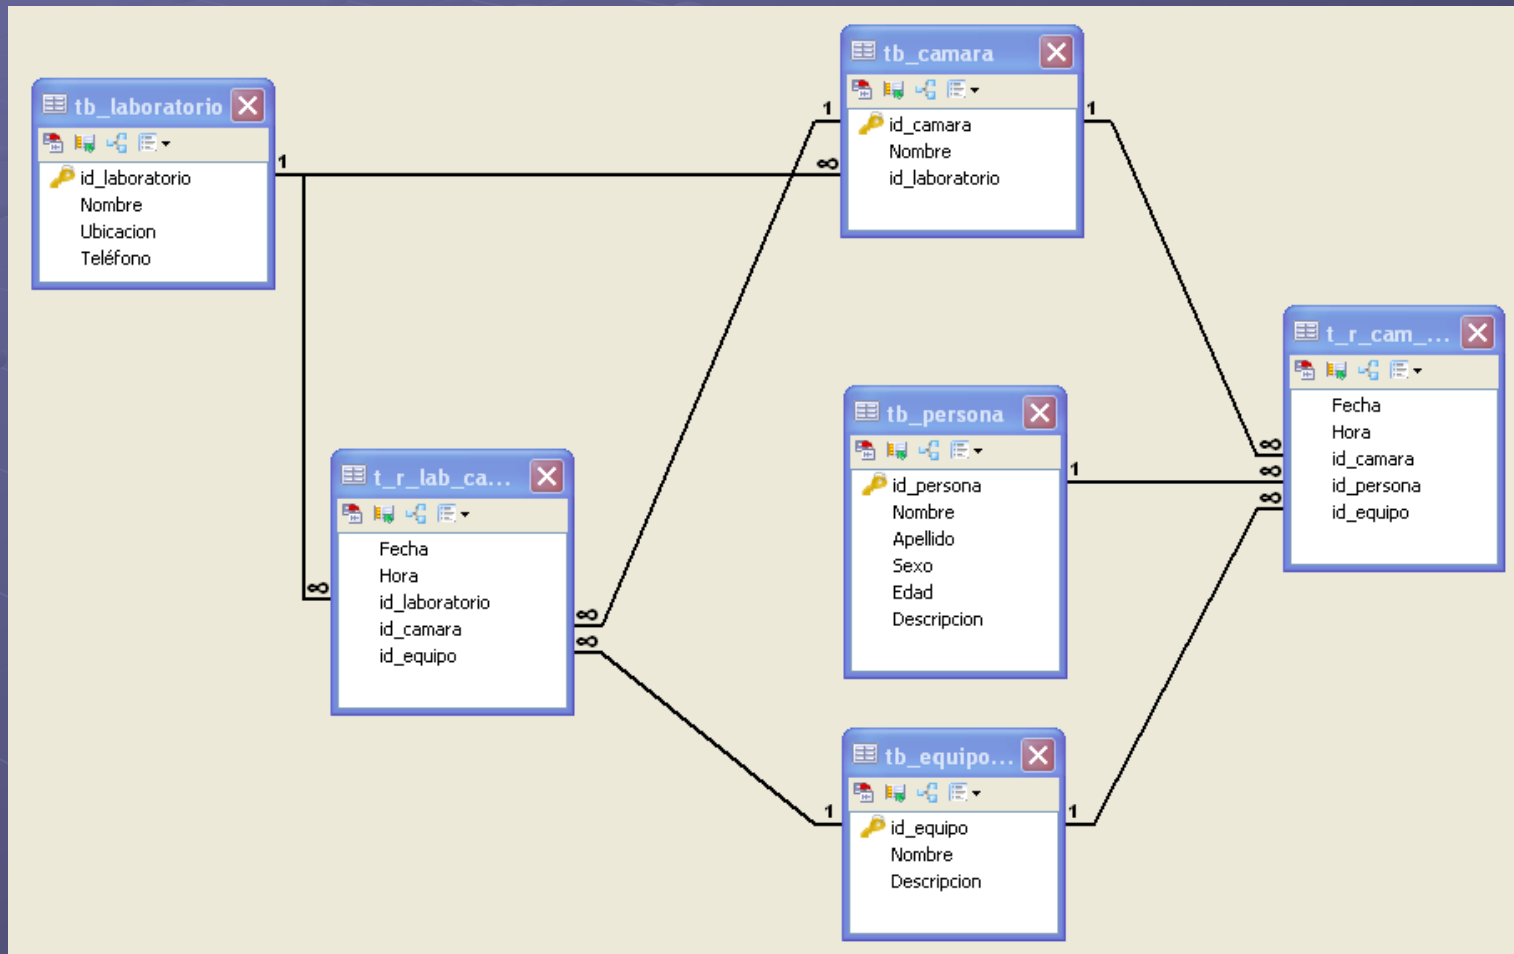 tb_laboratorio
id_laboratorio
Nombre
Ubicacion
Teléfono
1
∞
tb_camara
id_camara
Nombre
id_laboratorio
1
∞
1
t_r_lab_ca...
Fecha
Hora
id_laboratorio
id_camara
id_equipo
∞
∞
tb_persona
id_persona
Nombre
Apellido
Sexo
Edad
Descripcion
1
tb_equipo...
id_equipo
Nombre
Descripcion
1
1
t_r_cam_...
Fecha
Hora
id_camara
id_persona
id_equipo
∞
∞
∞